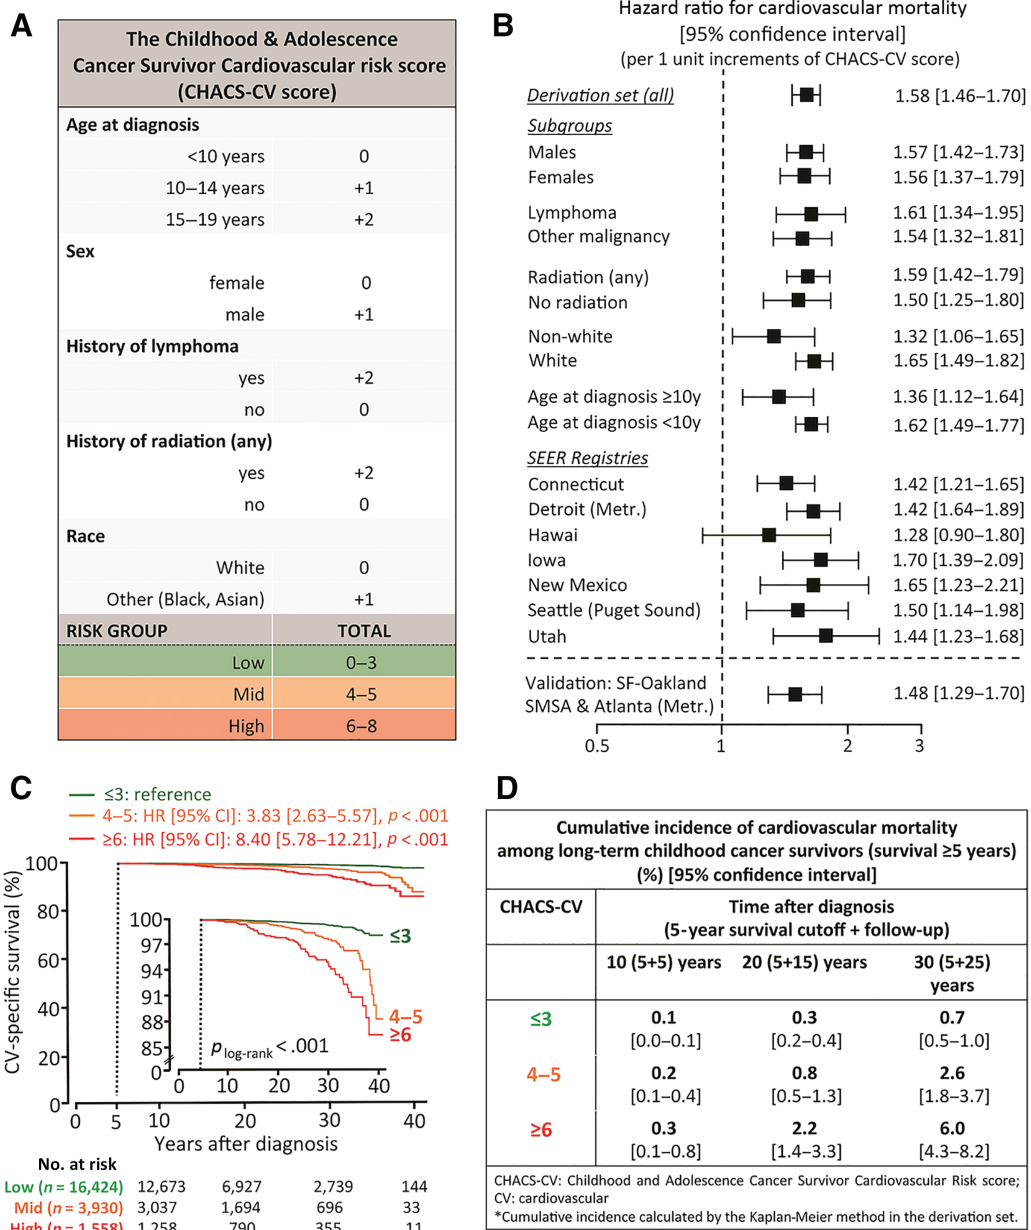 A
The Childhood & Adolescence
Cancer Survivor Cardiovascular risk score
(CHACS-CV score)
Age at diagnosis
<10 years 0
10–14 years +1
15–19 years +2
Sex
female 0
male +1
History of lymphoma
yes +2
no 0
History of radiation (any)
yes +2
no 0
Race
White 0
Other (Black, Asian) +1
RISK GROUP TOTAL
Low 0–3
Mid 4–5
High 6–8
B
Hazard ratio for cardiovascular mortality
[95% confidence interval]
(per 1 unit increments of CHACS-CV score)
Derivation set (all) 1.58 [1.46–1.70]
Subgroups
Males 1.57 [1.42–1.73]
Females 1.56 [1.37–1.79]
Lymphoma 1.61 [1.34–1.95]
Other malignancy 1.54 [1.32–1.81]
Radiation (any) 1.59 [1.42–1.79]
No radiation 1.50 [1.25–1.80]
Non-white 1.32 [1.06–1.65]
White 1.65 [1.49–1.82]
Age at diagnosis ≥10y 1.36 [1.12–1.64]
Age at diagnosis <10y 1.62 [1.49–1.77]
SEER Registries
Connecticut 1.42 [1.21–1.65]
Detroit (Metr.) 1.42 [1.64–1.89]
Hawai 1.28 [0.90–1.80]
Iowa 1.70 [1.39–2.09]
New Mexico 1.65 [1.23–2.21]
Seattle (Puget Sound) 1.50 [1.14–1.98]
Utah 1.44 [1.23–1.68]
Validation: SF-Oakland
SMSA & Atlanta (Metr.) 1.48 [1.29–1.70]
0.5 1 2 3
C
≤3: reference
4–5: HR [95% CI]: 3.83 [2.63–5.57], p < .001
≥6: HR [95% CI]: 8.40 [5.78–12.21], p < .001
CV-specific survival (%)
100
80
60
40
20
0
100
97
94
91
88
85
0
≤3
4–5
≥6
p log-rank < .001
0 10 20 30 40
0 5 10 20 30 40
Years after diagnosis
No. at risk
Low (n = 16,424) 12,673 6,927 2,739 144
Mid (n = 3,930) 3,037 1,694 696 33
High (n = 1,558) 1,258 790 355 11
D
Cumulative incidence of cardiovascular mortality
among long-term childhood cancer survivors (survival ≥5 years)
(%) [95% confidence interval]
CHACS-CV Time after diagnosis
(5-year survival cutoff + follow-up)
10 (5+5) years 20 (5+15) years 30 (5+25)
years
≤3 0.1 0.3 0.7
[0.0–0.1] [0.2–0.4] [0.5–1.0]
4–5 0.2 0.8 2.6
[0.1–0.4] [0.5–1.3] [1.8–3.7]
≥6 0.3 2.2 6.0
[0.1–0.8] [1.4–3.3] [4.3–8.2]
CHACS-CV: Childhood and Adolescence Cancer Survivor Cardiovascular Risk score;
CV: cardiovascular
*Cumulative incidence calculated by the Kaplan-Meier method in the derivation set.